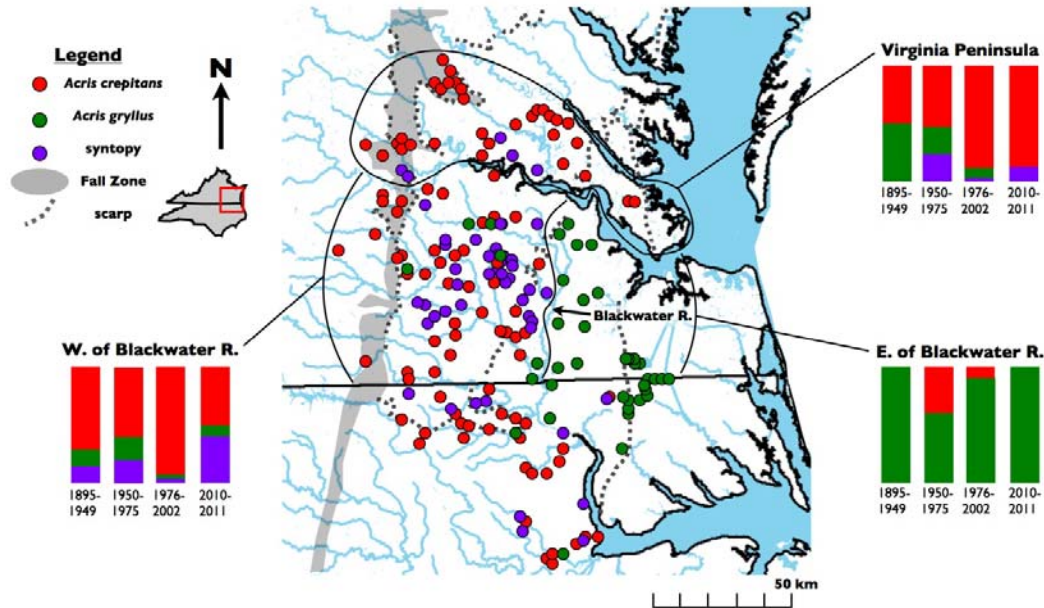 Legend
N
Acris crepitans
Acris gryllus
syntopy
Fall Zone
scarp
Virginia Peninsula
1895-
1949
1950-
1975
1976-
2002
2010-
2011
Blackwater R.
W. of Blackwater R.
1895-
1949
1950-
1975
1976-
2002
2010-
2011
E. of Blackwater R.
1895-
1949
1950-
1975
1976-
2002
2010-
2011
50 km